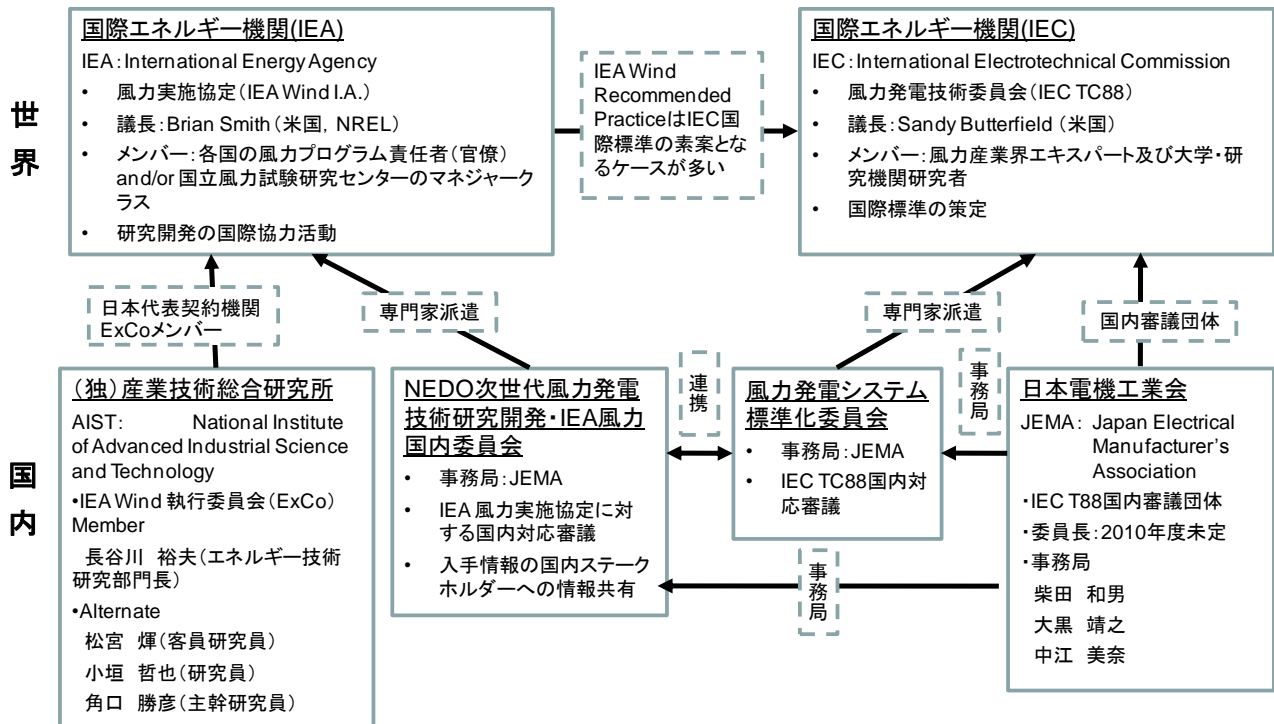 世
界
国際エネルギー機関(IEA)
IEA:International Energy Agency
• 風力実施協定(IEA Wind I.A.)
• 議長:Brian Smith(米国, NREL)
• メンバー:各国の風力プログラム責任者(官僚)
and/or 国立風力試験研究センターのマネジャーク
ラス
• 研究開発の国際協力活動
IEA Wind
Recommended
PracticeはIEC国
際標準の素案とな
るケースが多い
国際エネルギー機関(IEC)
IEC:International Electrotechnical Commission
• 風力発電技術委員会(IEC TC88)
• 議長:Sandy Butterfield(米国)
• メンバー:風力産業界エキスパート及び大学・研
究機関研究者
• 国際標準の策定
日本代表契約機関
ExCoメンバー
専門家派遣
専門家派遣
国内審議団体
国
内
(独)産業技術総合研究所
AIST: National Institute
of Advanced Industrial Science
and Technology
•IEA Wind 執行委員会(ExCo)
Member
長谷川 裕夫(エネルギー技術
研究部門長)
•Alternate
松宮 煇(客員研究員)
小垣 哲也(研究員)
角口 勝彦(主幹研究員)
NEDO次世代風力発電
技術研究開発・IEA風力
国内委員会
• 事務局:JEMA
• IEA 風力実施協定に対
する国内対応審議
• 入手情報の国内ステーク
ホルダーへの情報共有
連携
風力発電システム
標準化委員会
• 事務局:JEMA
• IEC TC88国内対
応審議
事務局
事務局
日本電機工業会
JEMA: Japan Electrical
Manufacturer's
Association
・IEC T88国内審議団体
・委員長:2010年度未定
・事務局
柴田 和男
大黒 靖之
中江 美奈